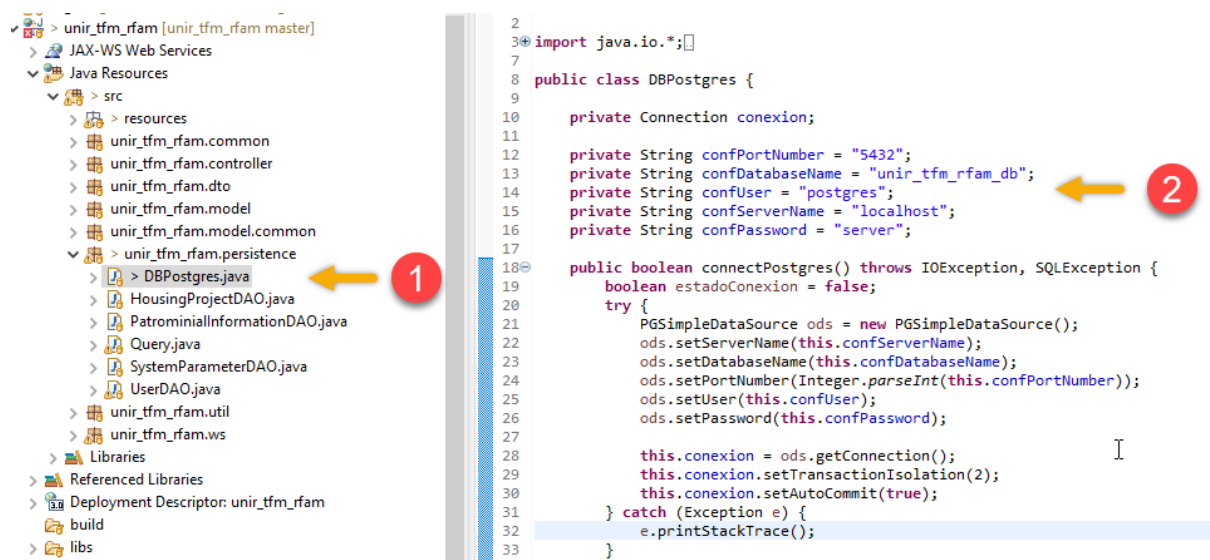 > unir_tfm_rfam [unir_tfm_rfam master]
JAX-WS Web Services
Java Resources
> src
> resources
unir_tfm_rfam.common
unir_tfm_rfam.controller
unir_tfm_rfam.dto
unir_tfm_rfam.model
unir_tfm_rfam.model.common
> unir_tfm_rfam.persistence
> DBPostgres.java
HousingProjectDAO.java
PatrominialInformationDAO.java
Query.java
SystemParameterDAO.java
UserDAO.java
unir_tfm_rfam.util
unir_tfm_rfam.ws
Libraries
Referenced Libraries
Deployment Descriptor: unir_tfm_rfam
build
libs
1
2
3 import java.io.*;
7
8 public class DBPostgres {
9
10 private Connection conexion;
11
12 private String confPortNumber = "5432";
13 private String confDatabaseName = "unir_tfm_rfam_db";
14 private String confUser = "postgres";
15 private String confServerName = "localhost";
16 private String confPassword = "server";
17
18 public boolean connectPostgres() throws IOException, SQLException {
19 boolean estadoConexion = false;
20 try {
21 PGSimpleDataSource ods = new PGSimpleDataSource();
22 ods.setServerName(this.confServerName);
23 ods.setDatabaseName(this.confDatabaseName);
24 ods.setPortNumber(Integer.parseInt(this.confPortNumber));
25 ods.setUser(this.confUser);
26 ods.setPassword(this.confPassword);
27
28 this.conexion = ods.getConnection();
29 this.conexion.setTransactionIsolation(2);
30 this.conexion.setAutoCommit(true);
31 } catch (Exception e) {
32 e.printStackTrace();
33 }
2